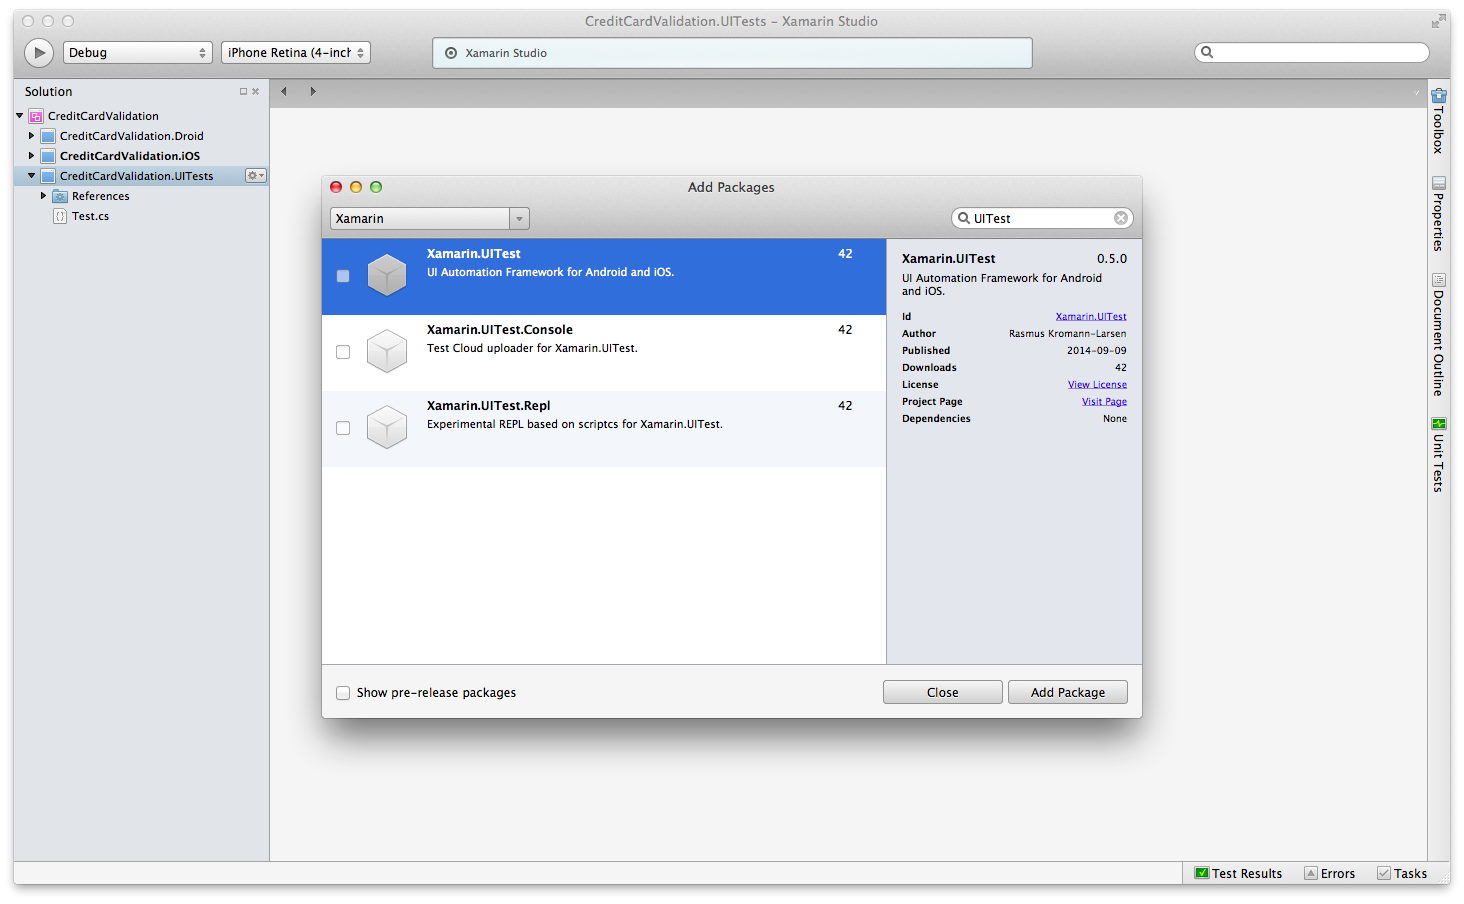 CreditCardValidation.UITests – Xamarin Studio
Debug
iPhone Retina (4-inch
Xamarin Studio
Solution
CreditCardValidation
CreditCardValidation.Droid
CreditCardValidation.iOS
CreditCardValidation.UITests
References
Test.cs
Add Packages
Xamarin
UITest
Xamarin.UITest 42
UI Automation Framework for Android and iOS.
Xamarin.UITest.Console 42
Test Cloud uploader for Xamarin.UITest.
Xamarin.UITest.Repl 42
Experimental REPL based on scriptcs for Xamarin.UITest.
Xamarin.UITest 0.5.0
UI Automation Framework for Android
and iOS.
Id Xamarin.UITest
Author Rasmus Kromann-Larsen
Published 2014-09-09
Downloads 42
License View License
Project Page Visit Page
Dependencies None
Show pre-release packages
Close
Add Package
Toolbox
Properties
Document Outline
Unit Tests
Test Results
Errors
Tasks